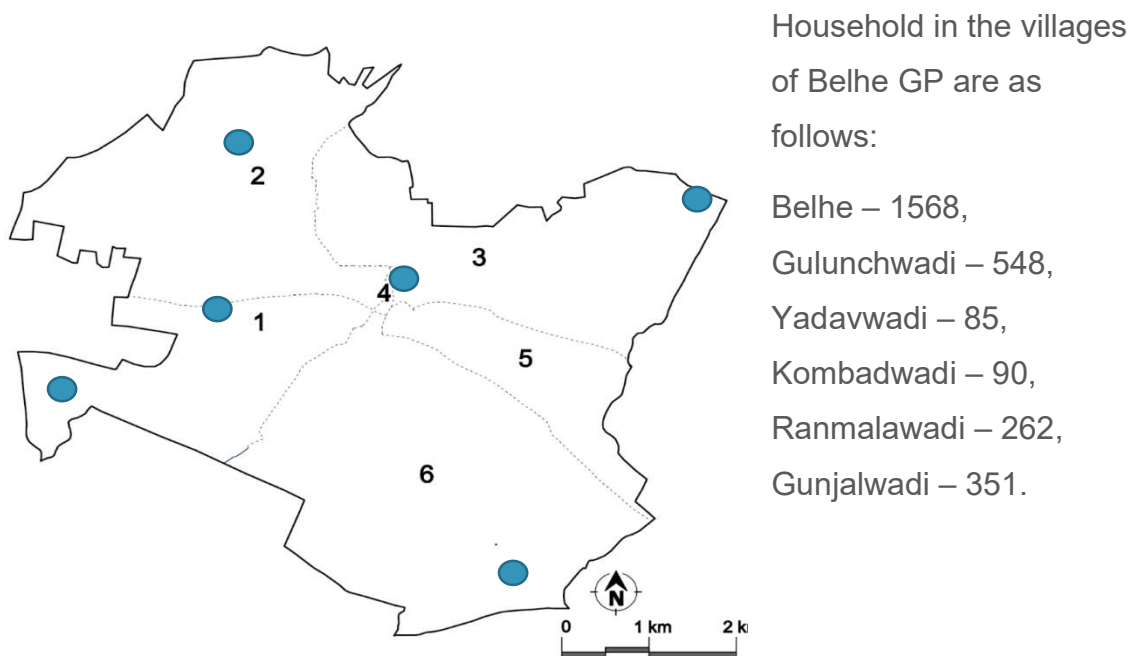 Household in the villages
of Belhe GP are as
follows:
Belhe – 1568,
Gulunchwadi – 548,
Yadavwadi – 85,
Kombadwadi – 90,
Ranmalawadi – 262,
Gunjalwadi – 351.
2
3
4
1
5
6
N
0 1 km 2 k